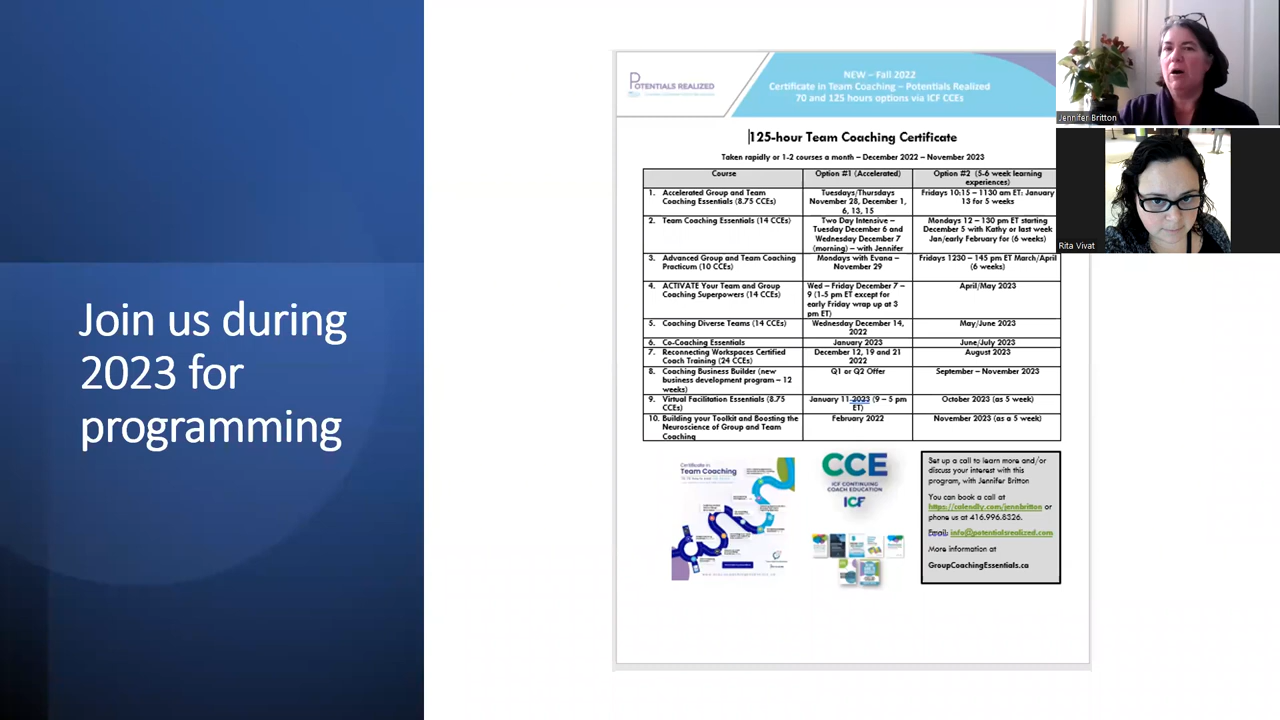 Join us during
2023 for
programming
POTENTIALS REALIZED
NEW – Fall 2022
Certificate in Team Coaching – Potentials Realized
70 and 125 hours options via ICF CCEs
125-hour Team Coaching Certificate
Taken rapidly or 1-2 courses a month – December 2022 – November 2023
Course
Option #1 (Accelerated)
Option #2 (5-6 week learning
experiences)
1. Accelerated Group and Team
Coaching Essentials (8.75 CCEs)
Tuesdays/Thursdays
November 28, December 1,
6, 13, 15
Fridays 10:15 – 1130 am ET: January
13 for 5 weeks
2. Team Coaching Essentials (14 CCEs)
Two Day Intensive –
Tuesday December 6 and
Wednesday December 7
(morning) – with Jennifer
Mondays 12 – 130 pm ET starting
December 5 with Kathy or last week
Jan/early February for (6 weeks)
3. Advanced Group and Team Coaching
Practicum (10 CCEs)
Mondays with Evana –
November 29
Fridays 1230 – 145 pm ET March/April
(6 weeks)
4. ACTIVATE Your Team and Group
Coaching Superpowers (14 CCEs)
Wed – Friday December 7 –
9 (1-5 pm ET except for
early Friday wrap up at 3
pm ET)
April/May 2023
5. Coaching Diverse Teams (14 CCEs)
Wednesday December 14,
2022
May/June 2023
6. Co-Coaching Essentials
January 2023
June/July 2023
7. Reconnecting Workspaces Certified
Coach Training (24 CCEs)
December 12, 19 and 21
2022
August 2023
8. Coaching Business Builder (new
business development program – 12
weeks)
Q1 or Q2 Offer
September – November 2023
9. Virtual Facilitation Essentials (8.75
CCEs)
January 11 2023 (9 – 5 pm
ET)
October 2023 (as 5 week)
10. Building your Toolkit and Boosting the
Neuroscience of Group and Team
Coaching
February 2022
November 2023 (as a 5 week)
Certificate in
Team Coaching
CCE
ICF CONTINUING
COACH EDUCATION
ICF
Set up a call to learn more and/or
discuss your interest with this
program, with Jennifer Britton
You can book a call at
https://calendly.com/jennbritton or
phone us at 416.996.8326.
Email: info@potentialsrealized.com
More information at
GroupCoachingEssentials.ca
Jennifer Britton
Rita Vivat